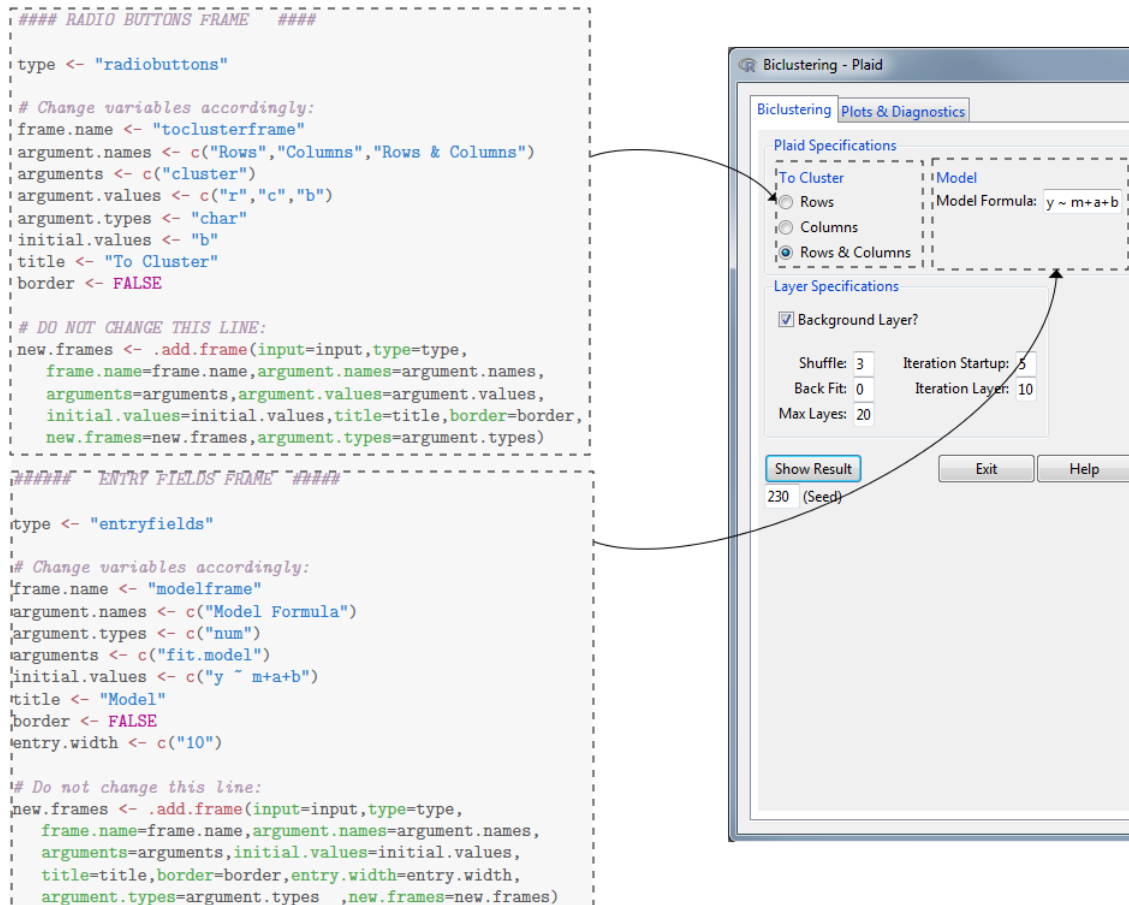 #### RADIO BUTTONS FRAME ####
type <- "radiobuttons"
# Change variables accordingly:
frame.name <- "toclusterframe"
argument.names <- c("Rows","Columns","Rows & Columns")
arguments <- c("cluster")
argument.values <- c("r","c","b")
argument.types <- "char"
initial.values <- "b"
title <- "To Cluster"
border <- FALSE
# DO NOT CHANGE THIS LINE:
new.frames <- .add.frame(input=input,type=type,
frame.name=frame.name,argument.names=argument.names,
arguments=arguments,argument.values=argument.values,
initial.values=initial.values,title=title,border=border,
new.frames=new.frames,argument.types=argument.types)
###### ENTRY FIELDS FRAME #####
type <- "entryfields"
# Change variables accordingly:
frame.name <- "modelframe"
argument.names <- c("Model Formula")
argument.types <- c("num")
arguments <- c("fit.model")
initial.values <- c("y ~ m+a+b")
title <- "Model"
border <- FALSE
entry.width <- c("10")
# Do not change this line:
new.frames <- .add.frame(input=input,type=type,
frame.name=frame.name,argument.names=argument.names,
arguments=arguments,initial.values=initial.values,
title=title,border=border,entry.width=entry.width,
argument.types=argument.types ,new.frames=new.frames)
Biclustering - Plaid
Biclustering Plots & Diagnostics
Plaid Specifications
To Cluster
Rows
Columns
Rows & Columns
Model
Model Formula: y ~ m+a+b
Layer Specifications
Background Layer?
Shuffle: 3 Iteration Startup: 5
Back Fit: 0 Iteration Layer: 10
Max Layes: 20
Show Result Exit Help
230 (Seed)